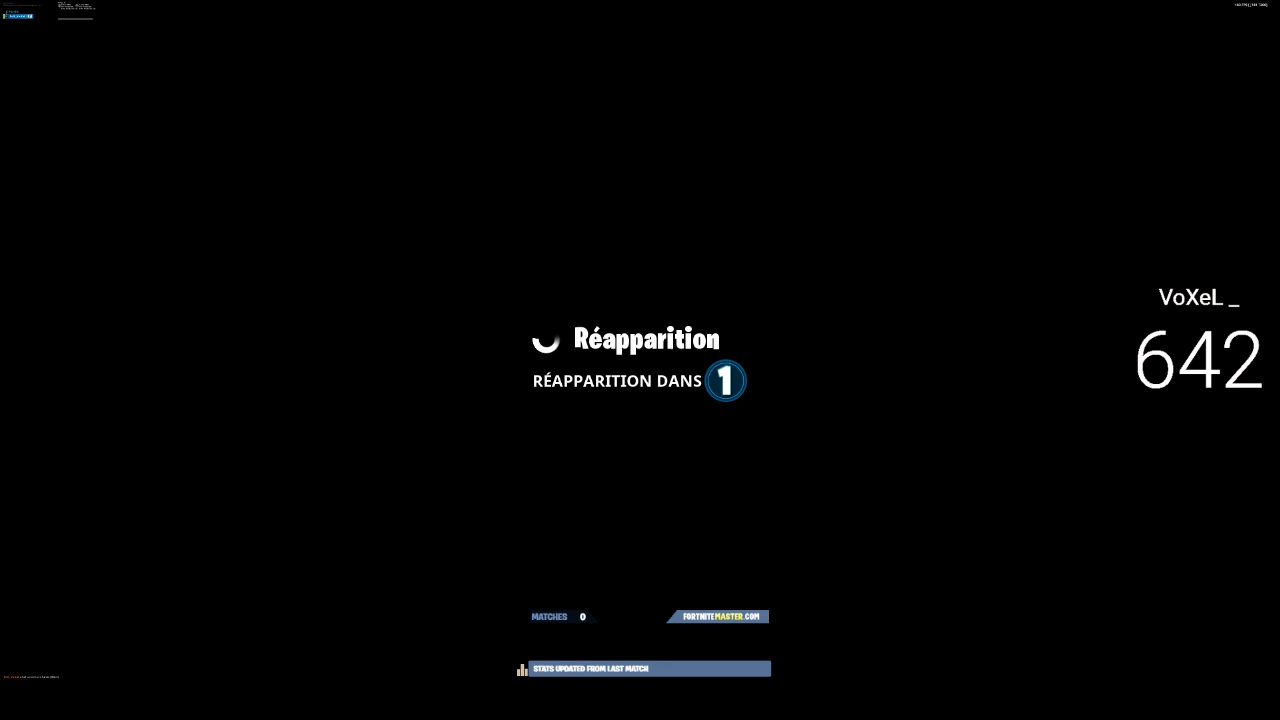 VoXeL _
642
Réapparition
RÉAPPARITION DANS 1
MATCHES 0
FORTNITEMASTER.COM
STATS UPDATED FROM LAST MATCH